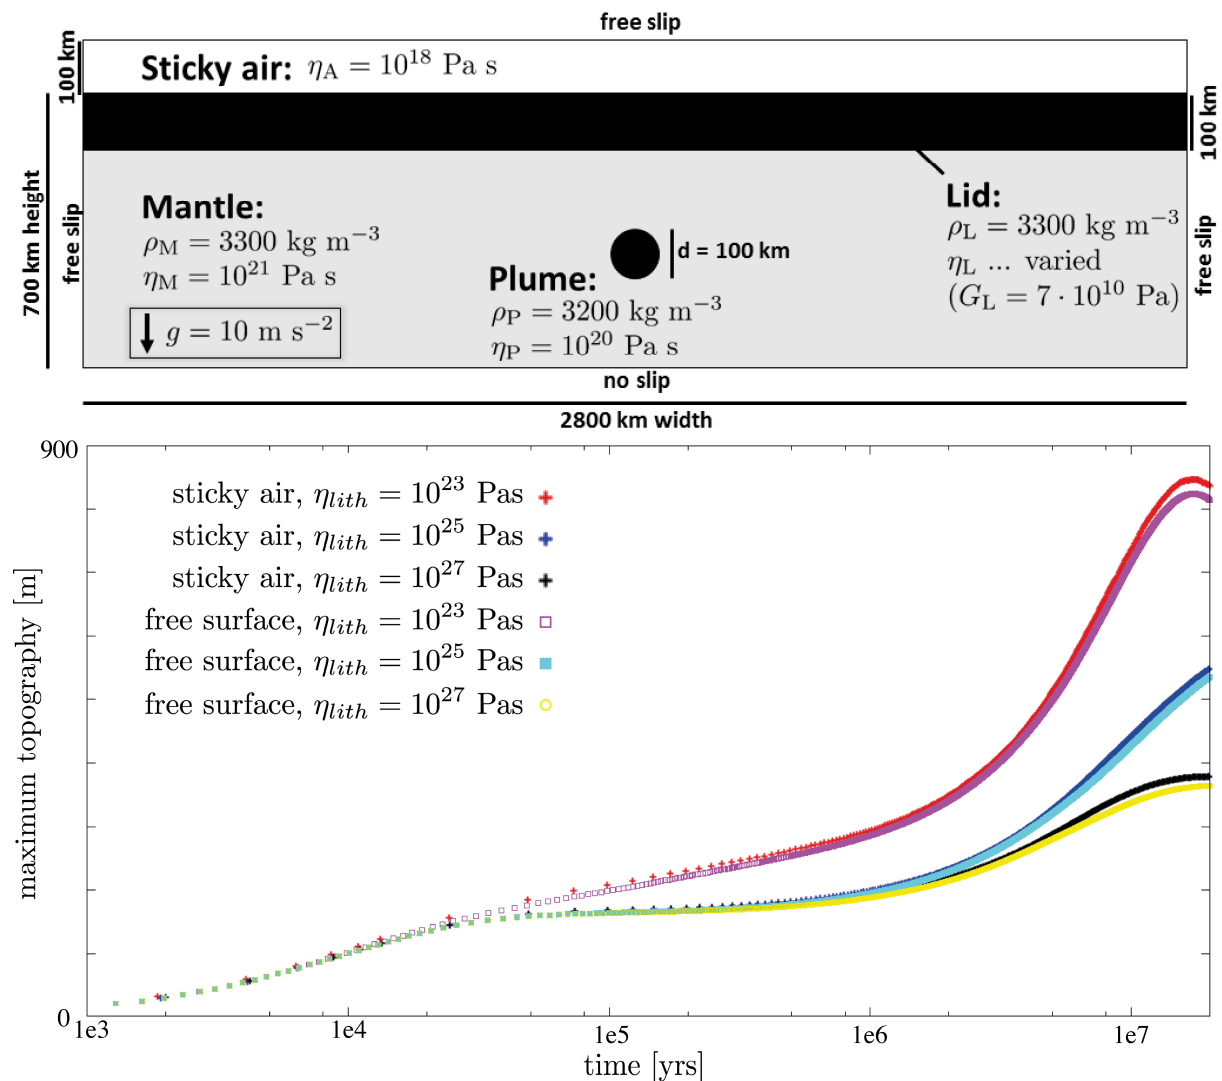 free slip
100 km
Sticky air: η_A = 10^18 Pa s
100 km
700 km height
free slip
Mantle:
ρ_M = 3300 kg m^−3
η_M = 10^21 Pa s
g = 10 m s^−2
Plume:
ρ_P = 3200 kg m^−3
η_P = 10^20 Pa s
d = 100 km
Lid:
ρ_L = 3300 kg m^−3
η_L ... varied
(G_L = 7 · 10^10 Pa)
free slip
no slip
2800 km width
900
sticky air, η_lith = 10^23 Pas
sticky air, η_lith = 10^25 Pas
sticky air, η_lith = 10^27 Pas
free surface, η_lith = 10^23 Pas
free surface, η_lith = 10^25 Pas
free surface, η_lith = 10^27 Pas
maximum topography [m]
0
1e3
1e4
1e5
1e6
1e7
time [yrs]